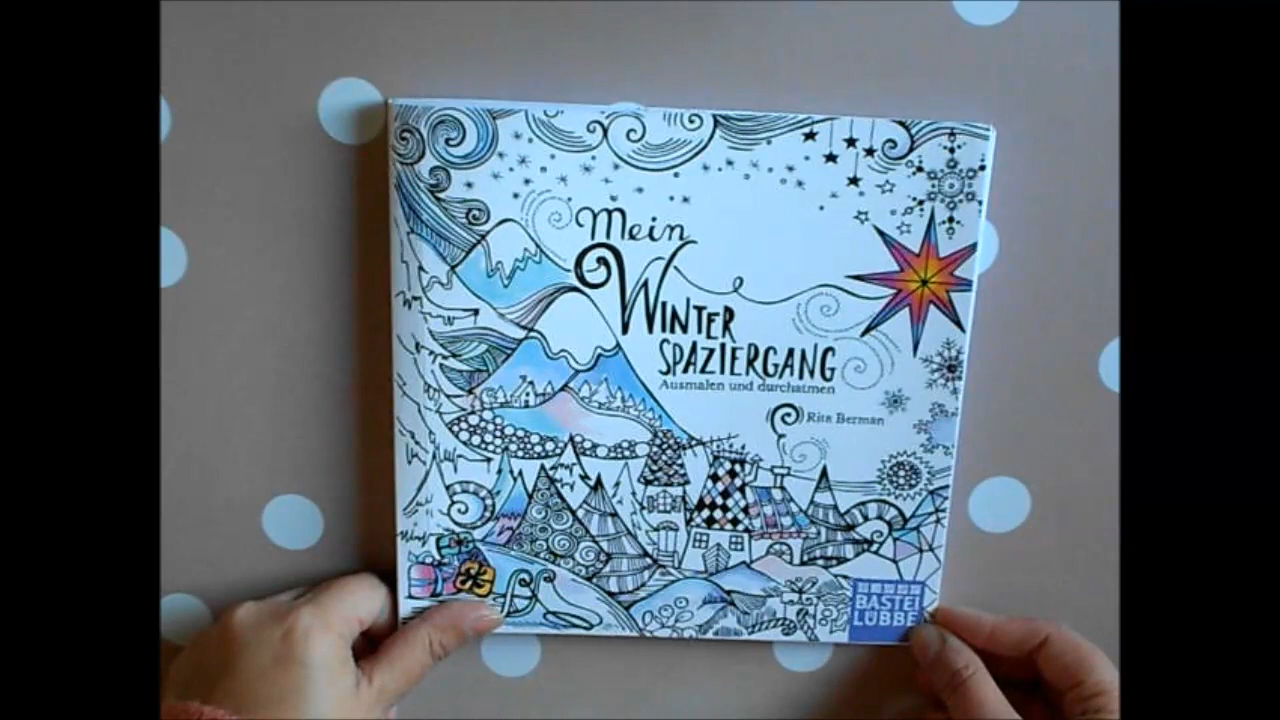 Mein
WINTER
SPAZIERGANG
Ausmalen und durchatmen
Rita Berman
BASTEI
LÜBBE